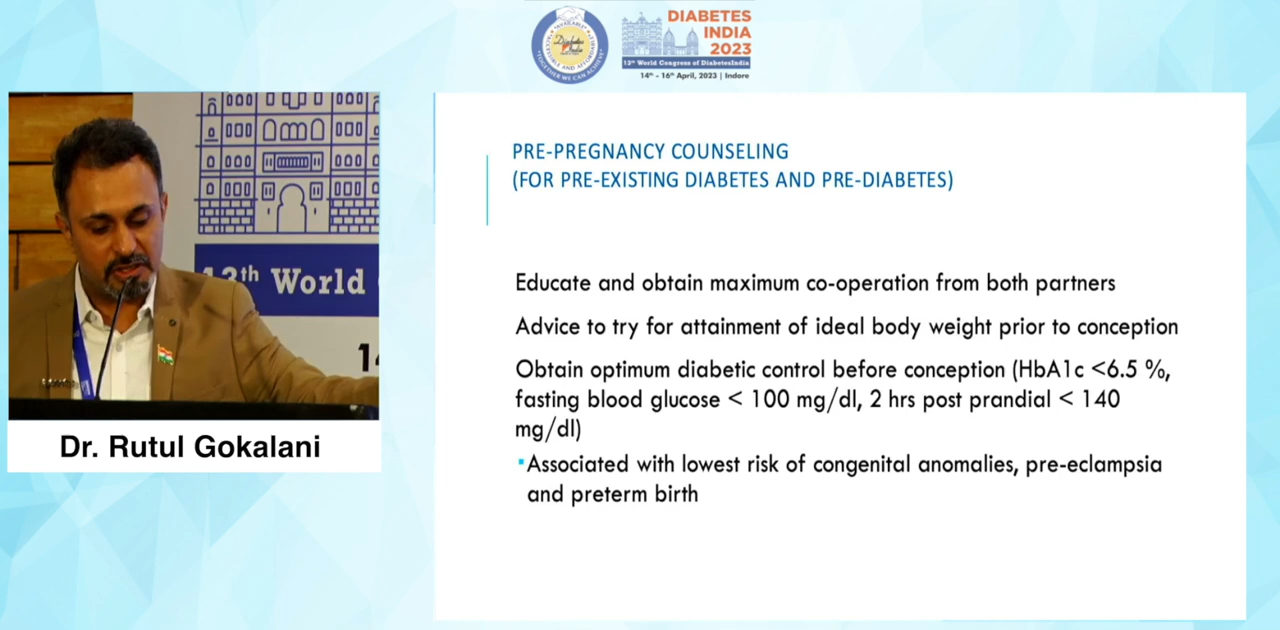 Diabetes
India
DIABETES
INDIA
2023
13th World Congress of DiabetesIndia
14th - 16th April, 2023 | Indore
PRE-PREGNANCY COUNSELING
(FOR PRE-EXISTING DIABETES AND PRE-DIABETES)
13th World
14
Dr. Rutul Gokalani
Educate and obtain maximum co-operation from both partners
Advice to try for attainment of ideal body weight prior to conception
Obtain optimum diabetic control before conception (HbA1c <6.5 %,
fasting blood glucose < 100 mg/dl, 2 hrs post prandial < 140
mg/dl)
Associated with lowest risk of congenital anomalies, pre-eclampsia
and preterm birth